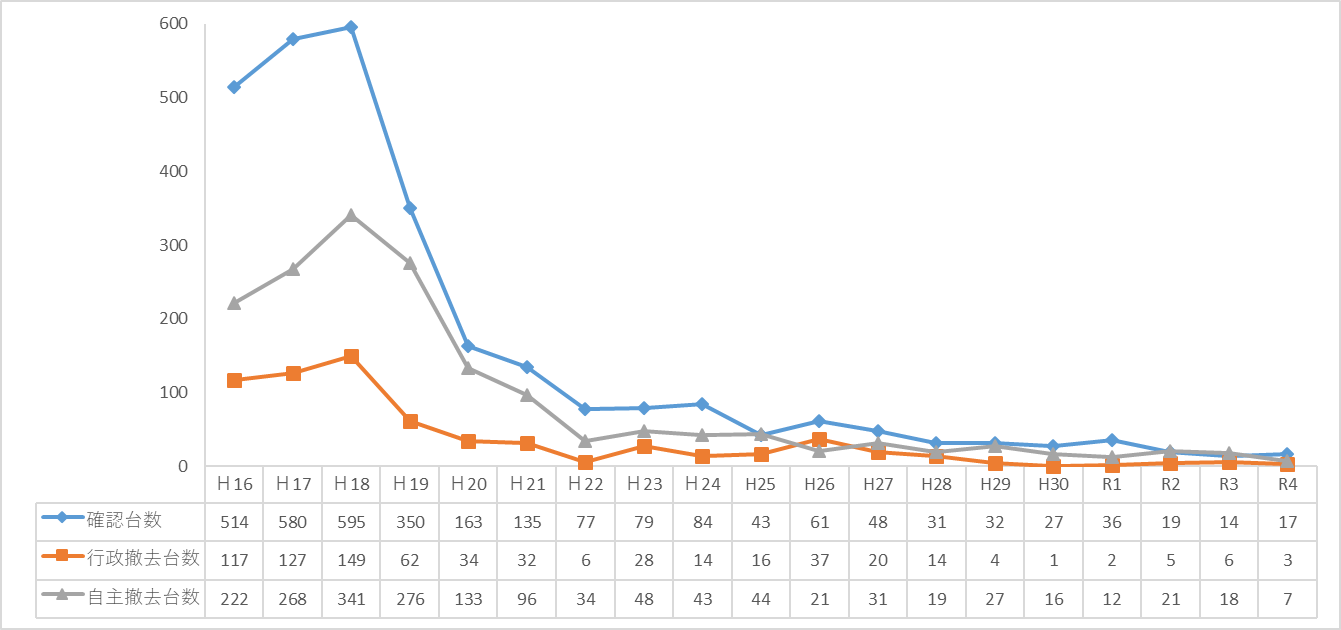 600
500
400
300
200
100
0
Ｈ16 Ｈ17 Ｈ18 Ｈ19 Ｈ20 Ｈ21 Ｈ22 Ｈ23 Ｈ24 H25 H26 H27 H28 H29 H30 R1 R2 R3 R4
確認台数 514 580 595 350 163 135 77 79 84 43 61 48 31 32 27 36 19 14 17
行政撤去台数 117 127 149 62 34 32 6 28 14 16 37 20 14 4 1 2 5 6 3
自主撤去台数 222 268 341 276 133 96 34 48 43 44 21 31 19 27 16 12 21 18 7